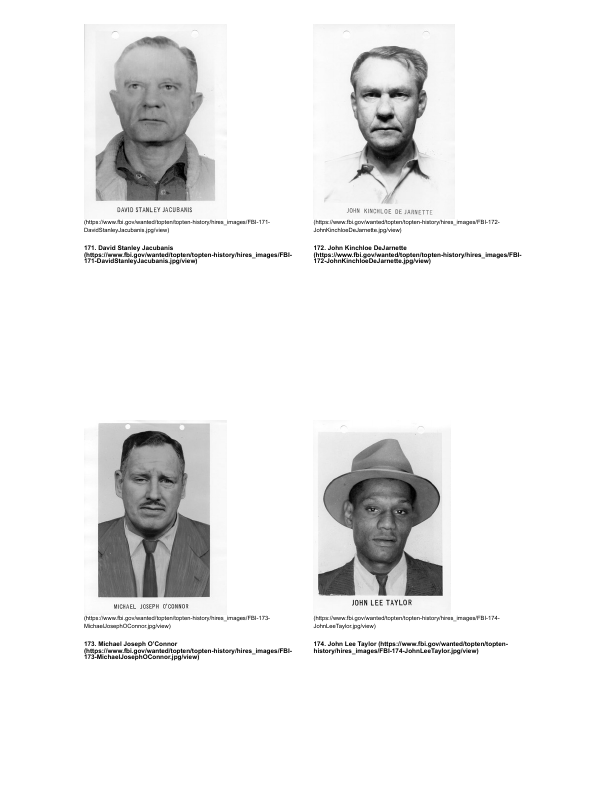 DAVID STANLEY JACUBANIS
(https://www.fbi.gov/wanted/topten/topten-history/hires_images/FBI-171-
DavidStanleyJacubanis.jpg/view)
171. David Stanley Jacubanis
(https://www.fbi.gov/wanted/topten/topten-history/hires_images/FBI-
171-DavidStanleyJacubanis.jpg/view)
JOHN KINCHLOE DE JARNETTE
(https://www.fbi.gov/wanted/topten/topten-history/hires_images/FBI-172-
JohnKinchloeDeJarnette.jpg/view)
172. John Kinchloe DeJarnette
(https://www.fbi.gov/wanted/topten/topten-history/hires_images/FBI-
172-JohnKinchloeDeJarnette.jpg/view)
MICHAEL JOSEPH O'CONNOR
(https://www.fbi.gov/wanted/topten/topten-history/hires_images/FBI-173-
MichaelJosephOConnor.jpg/view)
173. Michael Joseph O'Connor
(https://www.fbi.gov/wanted/topten/topten-history/hires_images/FBI-
173-MichaelJosephOConnor.jpg/view)
JOHN LEE TAYLOR
(https://www.fbi.gov/wanted/topten/topten-history/hires_images/FBI-174-
JohnLeeTaylor.jpg/view)
174. John Lee Taylor (https://www.fbi.gov/wanted/topten/topten-
history/hires_images/FBI-174-JohnLeeTaylor.jpg/view)